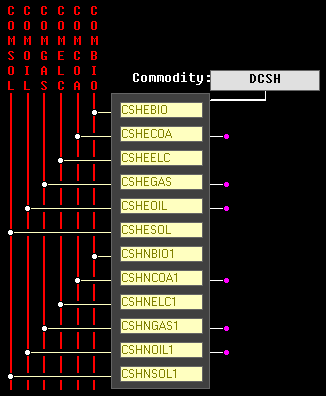 COMSOL
COMOIL
COMGAS
COMELC
COMCOA
COMBIO
Commodity:
DCSH
CSHEBIO
CSHECOA
CSHEELC
CSHEGAS
CSHEOIL
CSHESOL
CSHNBIO1
CSHNCOA1
CSHNELC1
CSHNGAS1
CSHNOIL1
CSHNSOL1